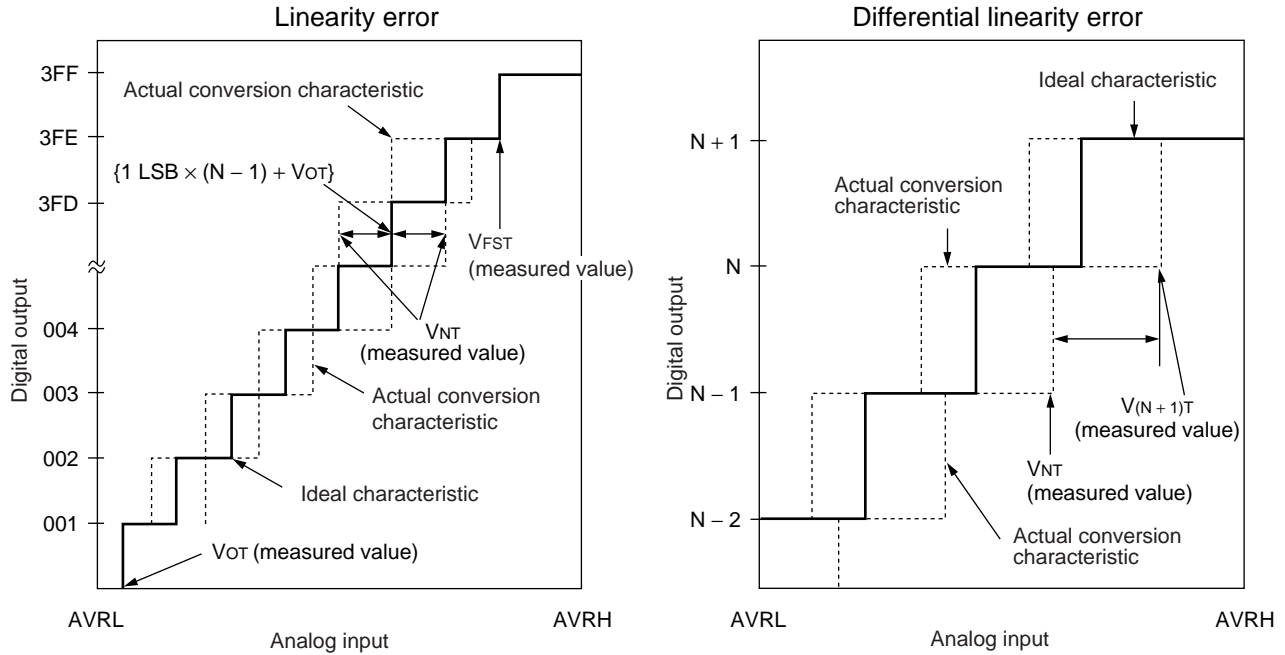 Linearity error
3FF
3FE
3FD
004
003
002
001
Digital output
Actual conversion characteristic
{1 LSB × (N − 1) + VOT}
VFST
(measured value)
VNT
(measured value)
Actual conversion
characteristic
Ideal characteristic
VOT (measured value)
AVRL
AVRH
Analog input
Differential linearity error
N + 1
N
N − 1
N − 2
Digital output
Ideal characteristic
Actual conversion
characteristic
V(N + 1)T
(measured value)
VNT
(measured value)
Actual conversion
characteristic
AVRL
AVRH
Analog input